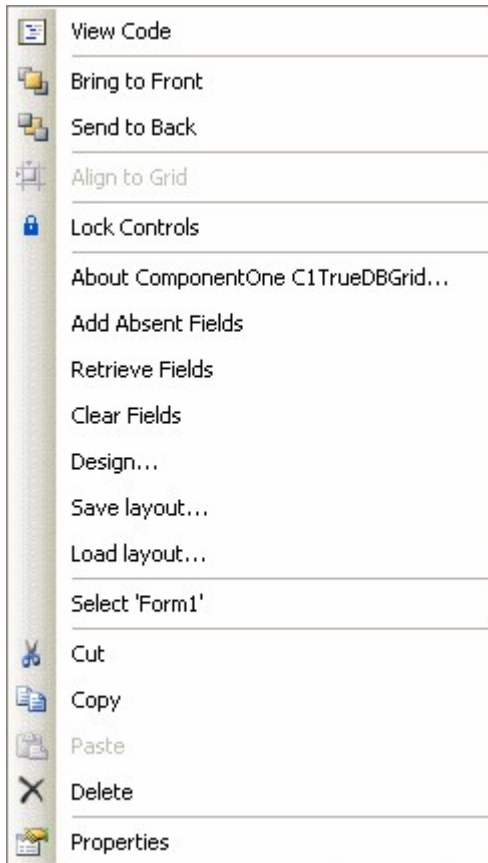 View Code
Bring to Front
Send to Back
Align to Grid
Lock Controls
About ComponentOne C1TrueDBGrid...
Add Absent Fields
Retrieve Fields
Clear Fields
Design...
Save layout...
Load layout...
Select 'Form1'
Cut
Copy
Paste
Delete
Properties